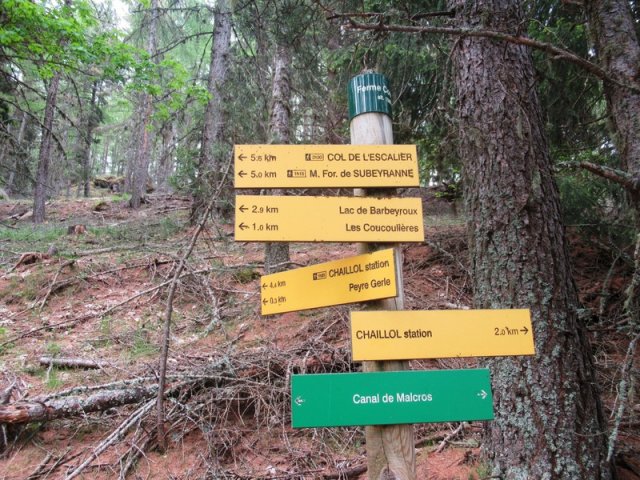 Ferme
← 5.6 km COL DE L'ESCALIER
← 5.0 km M. For. de SUBEYRANNE
← 2.9 km Lac de Barbeyroux
← 1.0 km Les Coucoulières
← 4.4 km CHAILLOL station
← 0.3 km Peyre Gerle
CHAILLOL station 2.0 km →
Canal de Malcros